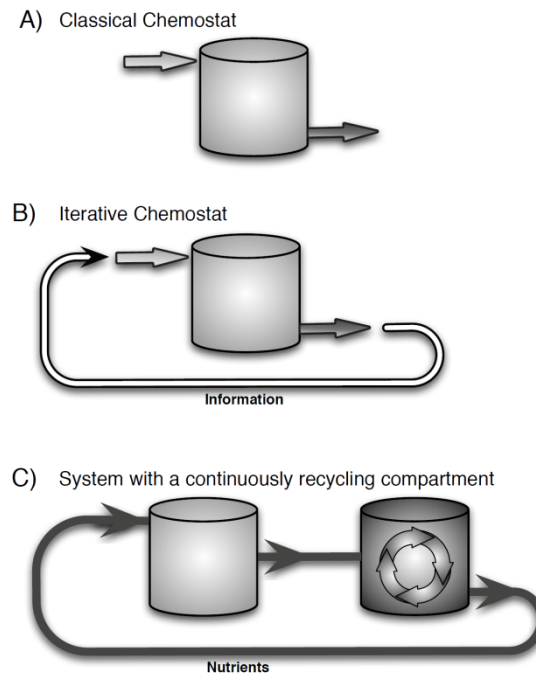 A) Classical Chemostat
B) Iterative Chemostat
Information
C) System with a continuously recycling compartment
Nutrients